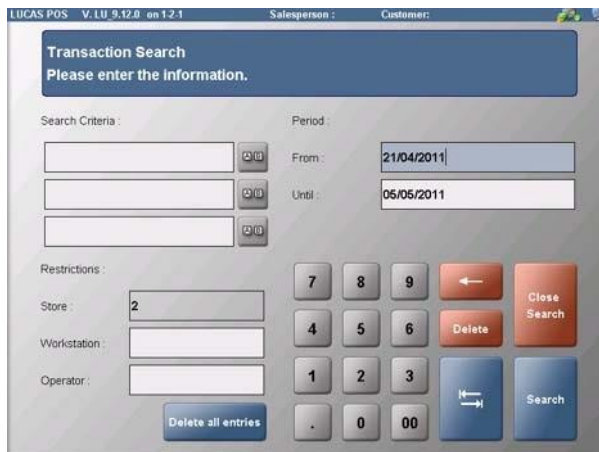 LUCAS POS V. LU_9.12.0 on 1-2-1 Salesperson : Customer:
Transaction Search
Please enter the information.
Search Criteria :
Period :
From : 21/04/2011
Until : 05/05/2011
Restrictions :
Store : 2
Workstation :
Operator :
Delete all entries
7 8 9
4 5 6 Delete
1 2 3
. 0 00
Close
Search
Search